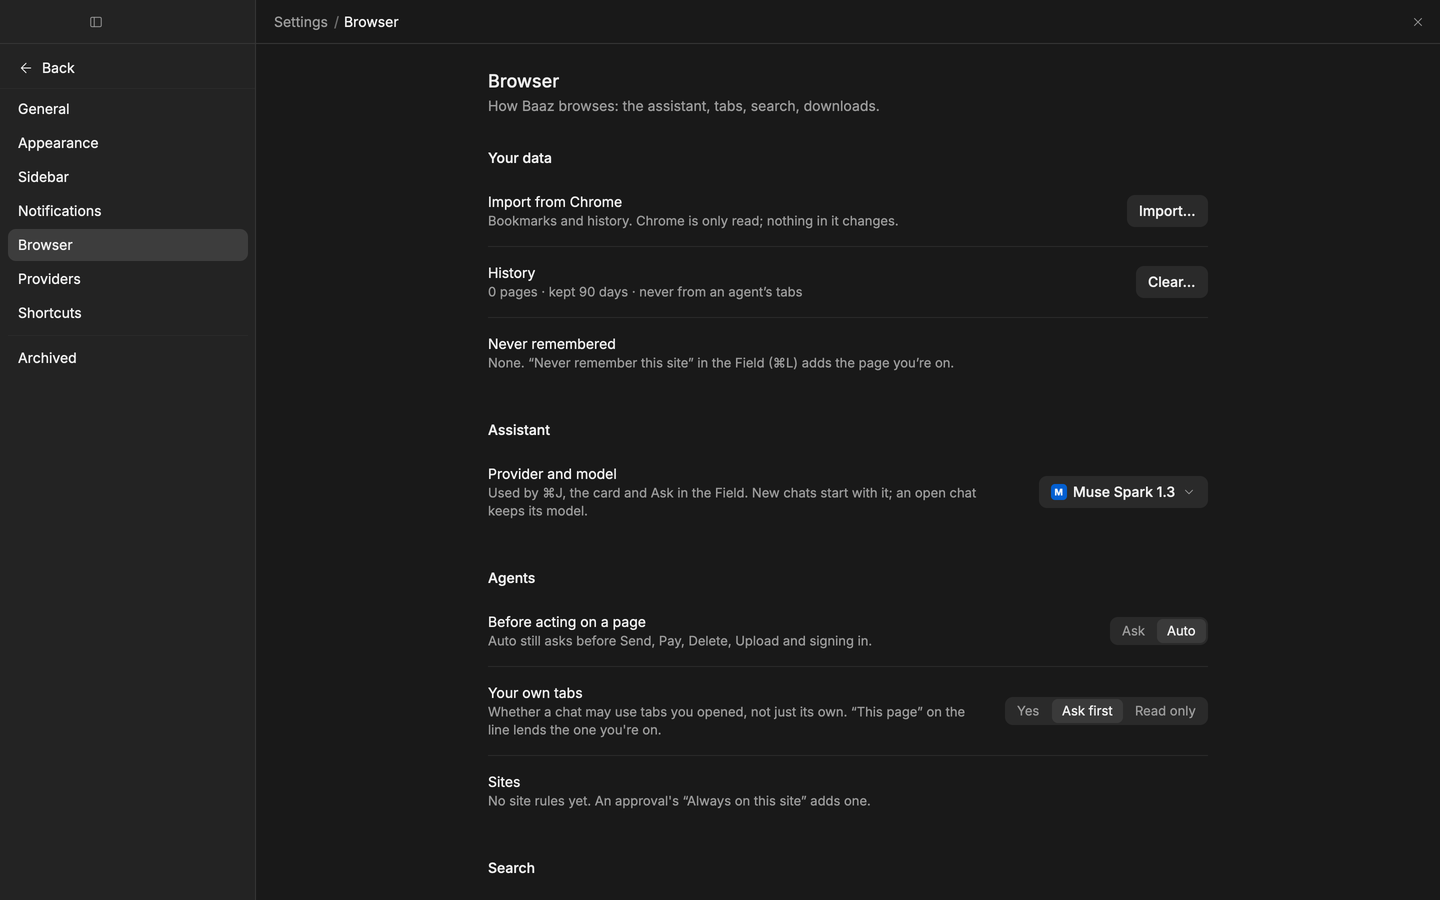 Settings / Browser
Back
General
Appearance
Sidebar
Notifications
Browser
Providers
Shortcuts
Archived
Browser
How Baaz browses: the assistant, tabs, search, downloads.
Your data
Import from Chrome
Bookmarks and history. Chrome is only read; nothing in it changes.
Import...
History
0 pages · kept 90 days · never from an agent’s tabs
Clear...
Never remembered
None. “Never remember this site” in the Field (⌘L) adds the page you’re on.
Assistant
Provider and model
Used by ⌘J, the card and Ask in the Field. New chats start with it; an open chat
keeps its model.
M Muse Spark 1.3
Agents
Before acting on a page
Auto still asks before Send, Pay, Delete, Upload and signing in.
Ask Auto
Your own tabs
Whether a chat may use tabs you opened, not just its own. “This page” on the
line lends the one you're on.
Yes Ask first Read only
Sites
No site rules yet. An approval's “Always on this site” adds one.
Search